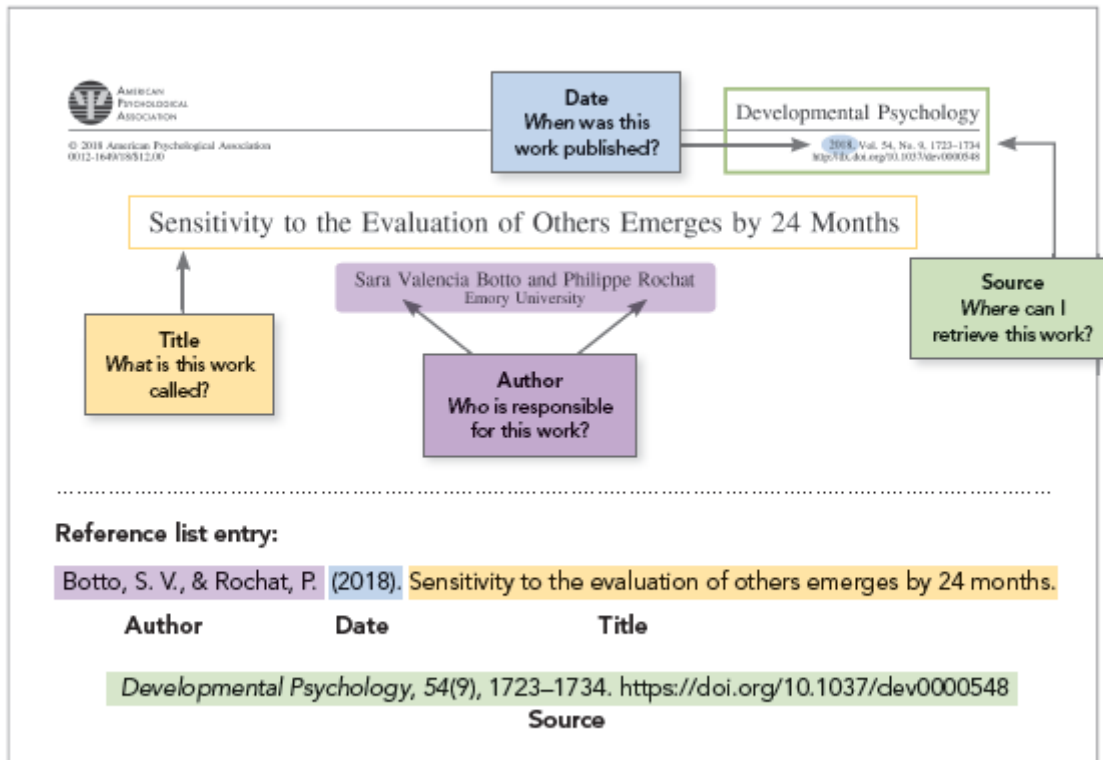 AMERICAN
PSYCHOLOGICAL
ASSOCIATION
© 2018 American Psychological Association
0012-1649/18/$12.00
Date
When was this
work published?
Developmental Psychology
2018, Vol. 54, No. 9, 1723–1734
http://dx.doi.org/10.1037/dev0000548
Sensitivity to the Evaluation of Others Emerges by 24 Months
Sara Valencia Botto and Philippe Rochat
Emory University
Title
What is this work
called?
Author
Who is responsible
for this work?
Source
Where can I
retrieve this work?
Reference list entry:
Botto, S. V., & Rochat, P. (2018). Sensitivity to the evaluation of others emerges by 24 months.
Author Date Title
Developmental Psychology, 54(9), 1723–1734. https://doi.org/10.1037/dev0000548
Source